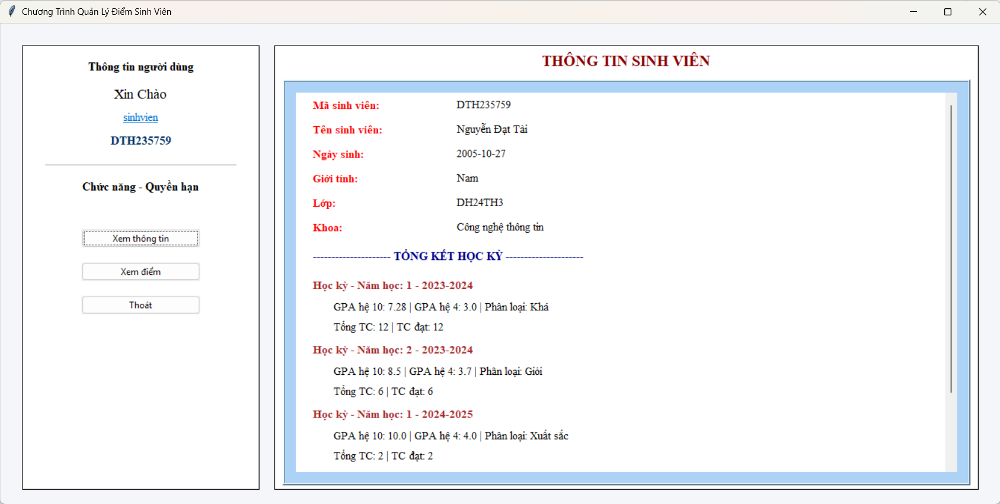 Chương Trình Quản Lý Điểm Sinh Viên
Thông tin người dùng
Xin Chào
sinhvien
DTH235759
Chức năng - Quyền hạn
Xem thông tin
Xem điểm
Thoát
THÔNG TIN SINH VIÊN
Mã sinh viên: DTH235759
Tên sinh viên: Nguyễn Đạt Tài
Ngày sinh: 2005-10-27
Giới tính: Nam
Lớp: DH24TH3
Khoa: Công nghệ thông tin
--------------------- TỔNG KẾT HỌC KỲ ---------------------
Học kỳ - Năm học: 1 - 2023-2024
GPA hệ 10: 7.28 | GPA hệ 4: 3.0 | Phân loại: Khá
Tổng TC: 12 | TC đạt: 12
Học kỳ - Năm học: 2 - 2023-2024
GPA hệ 10: 8.5 | GPA hệ 4: 3.7 | Phân loại: Giỏi
Tổng TC: 6 | TC đạt: 6
Học kỳ - Năm học: 1 - 2024-2025
GPA hệ 10: 10.0 | GPA hệ 4: 4.0 | Phân loại: Xuất sắc
Tổng TC: 2 | TC đạt: 2